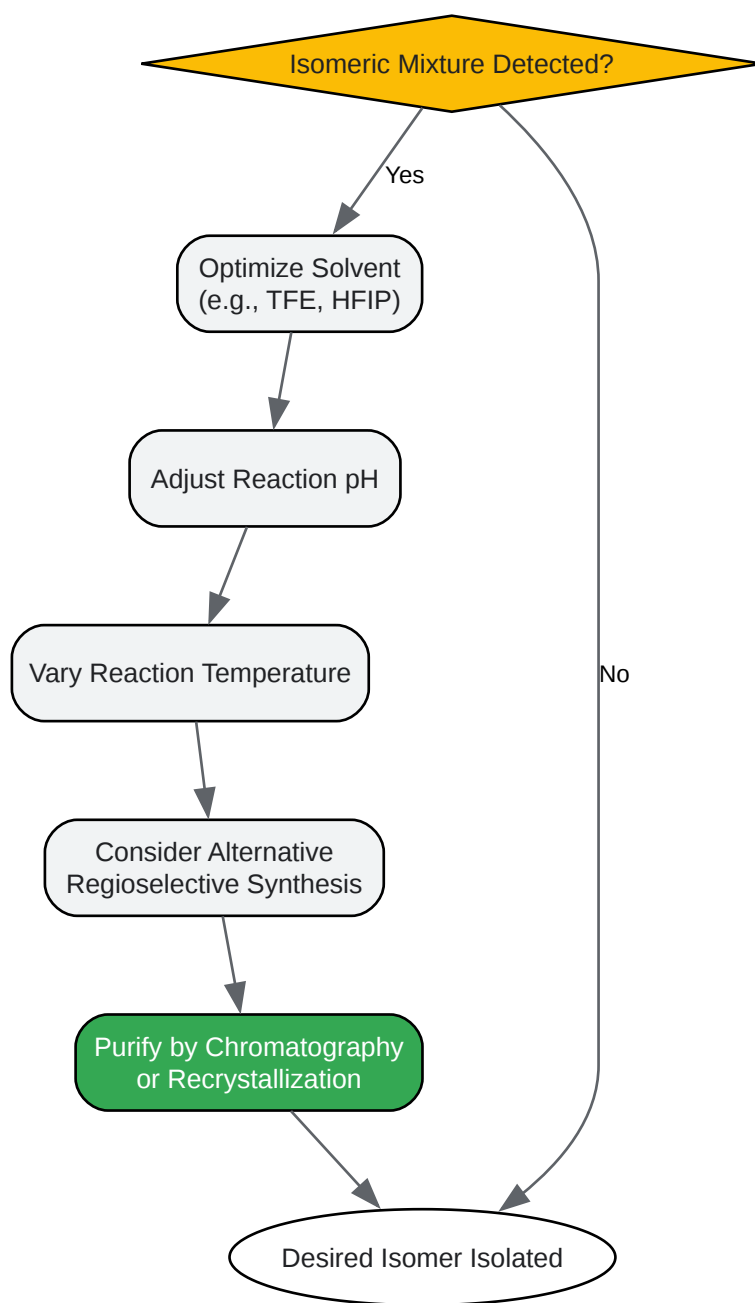 Isomeric Mixture Detected?
Yes
Optimize Solvent
(e.g., TFE, HFIP)
Adjust Reaction pH
Vary Reaction Temperature
No
Consider Alternative
Regioselective Synthesis
Purify by Chromatography
or Recrystallization
Desired Isomer Isolated